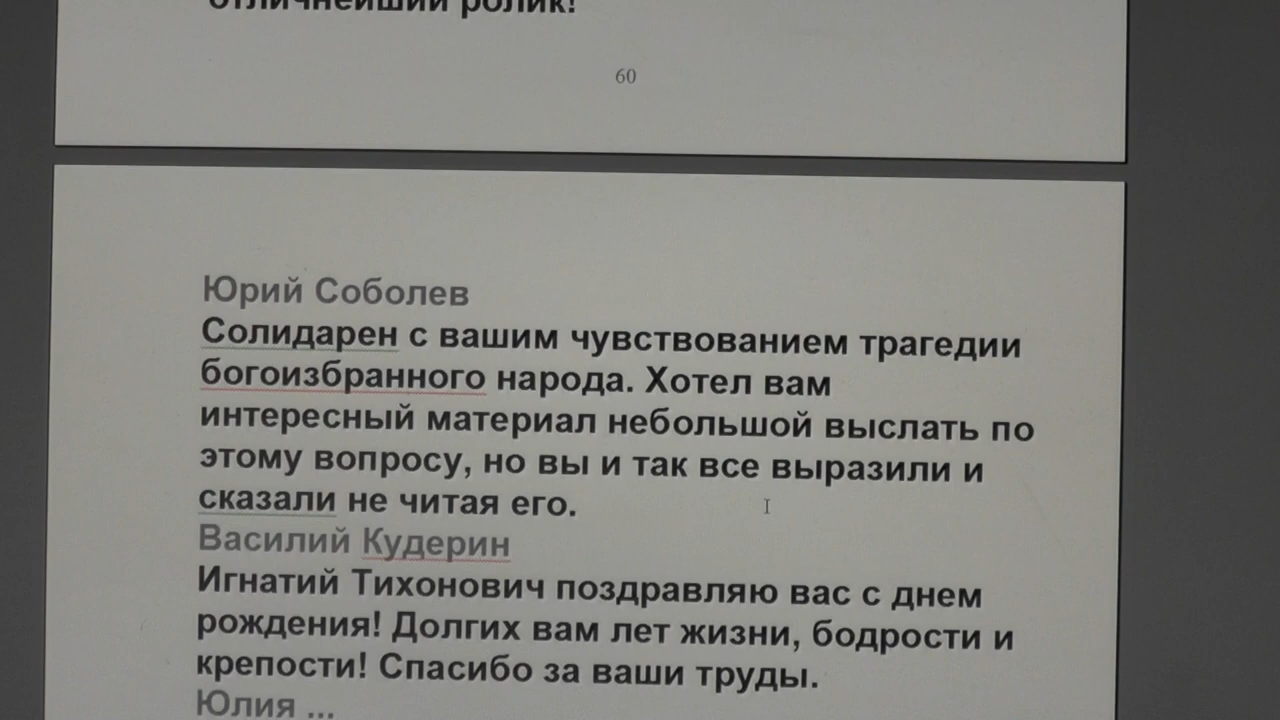 отличнейший ролик!
60
Юрий Соболев
Солидарен с вашим чувствованием трагедии
богоизбранного народа. Хотел вам
интересный материал небольшой выслать по
этому вопросу, но вы и так все выразили и
сказали не читая его.
Василий Кудерин
Игнатий Тихонович поздравляю вас с днем
рождения! Долгих вам лет жизни, бодрости и
крепости! Спасибо за ваши труды.
Юлия ...